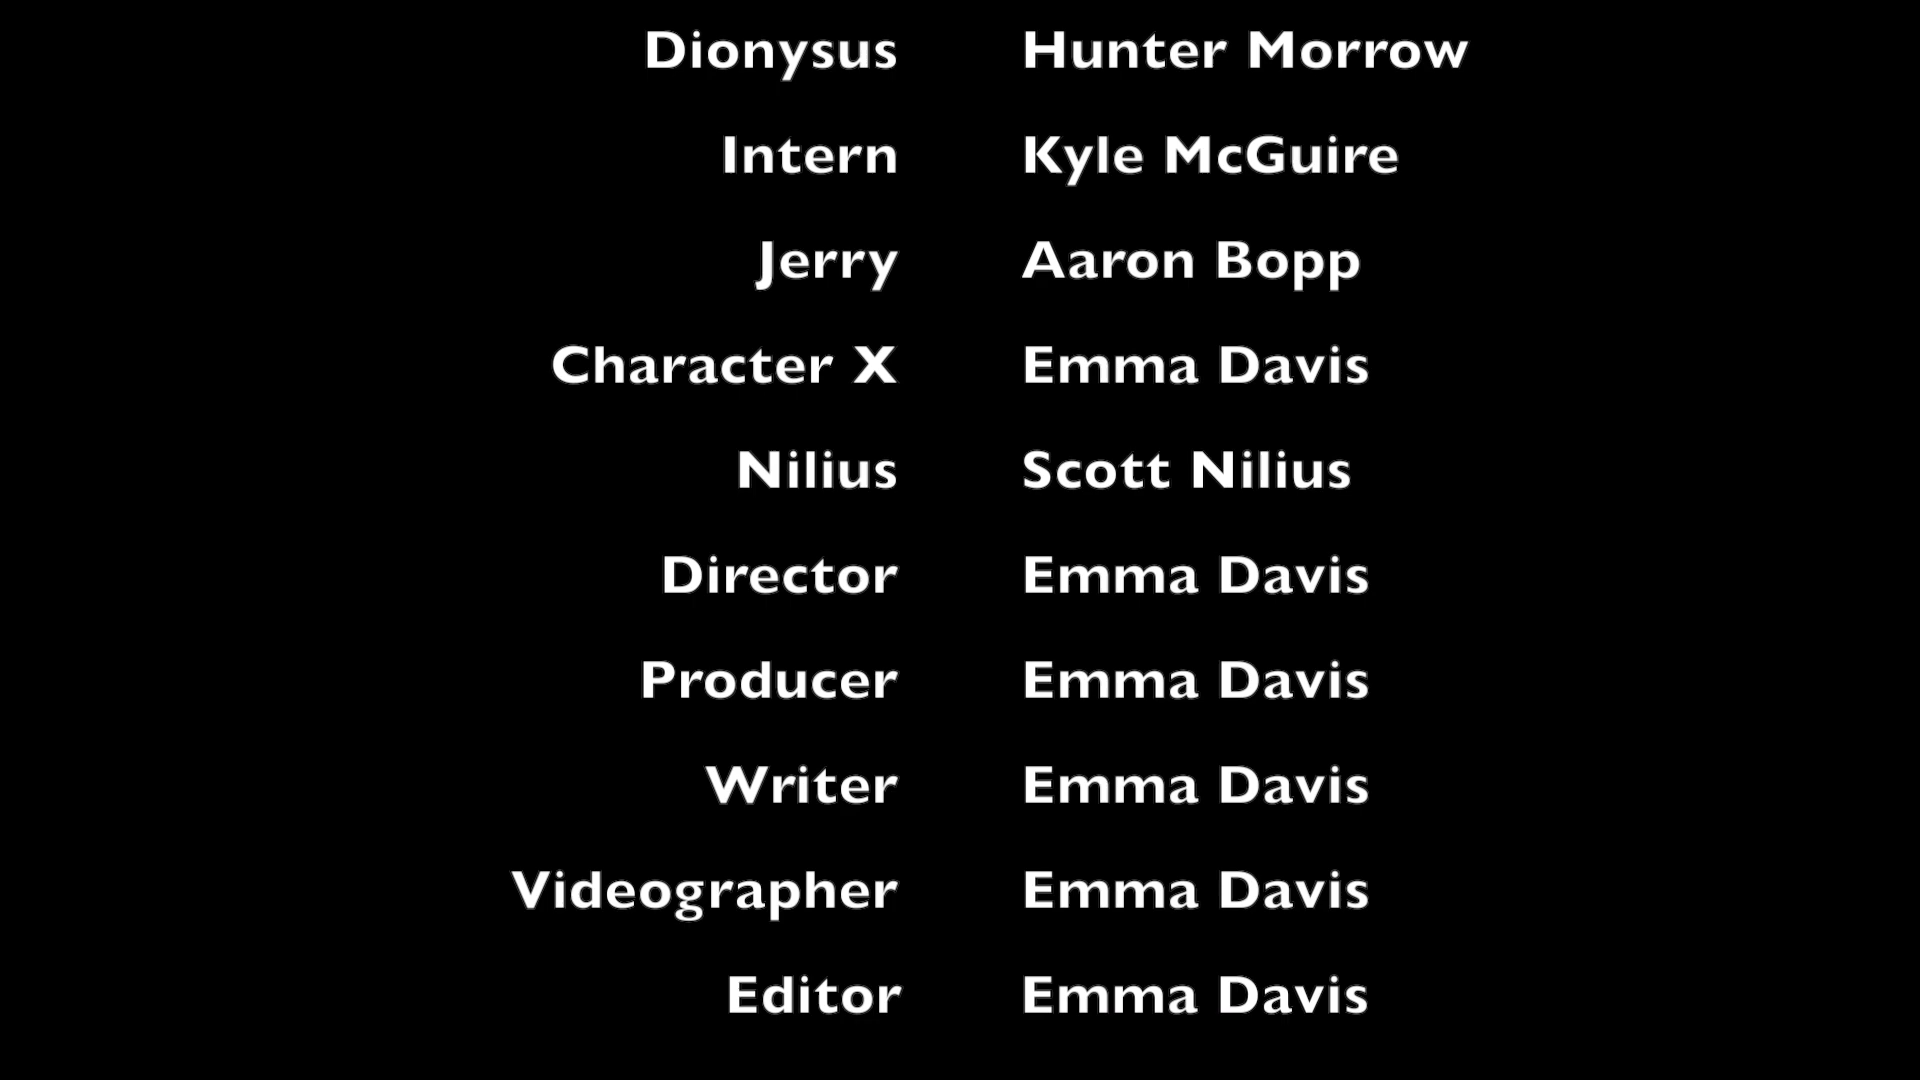 Dionysus Hunter Morrow
Intern Kyle McGuire
Jerry Aaron Bopp
Character X Emma Davis
Nilius Scott Nilius
Director Emma Davis
Producer Emma Davis
Writer Emma Davis
Videographer Emma Davis
Editor Emma Davis